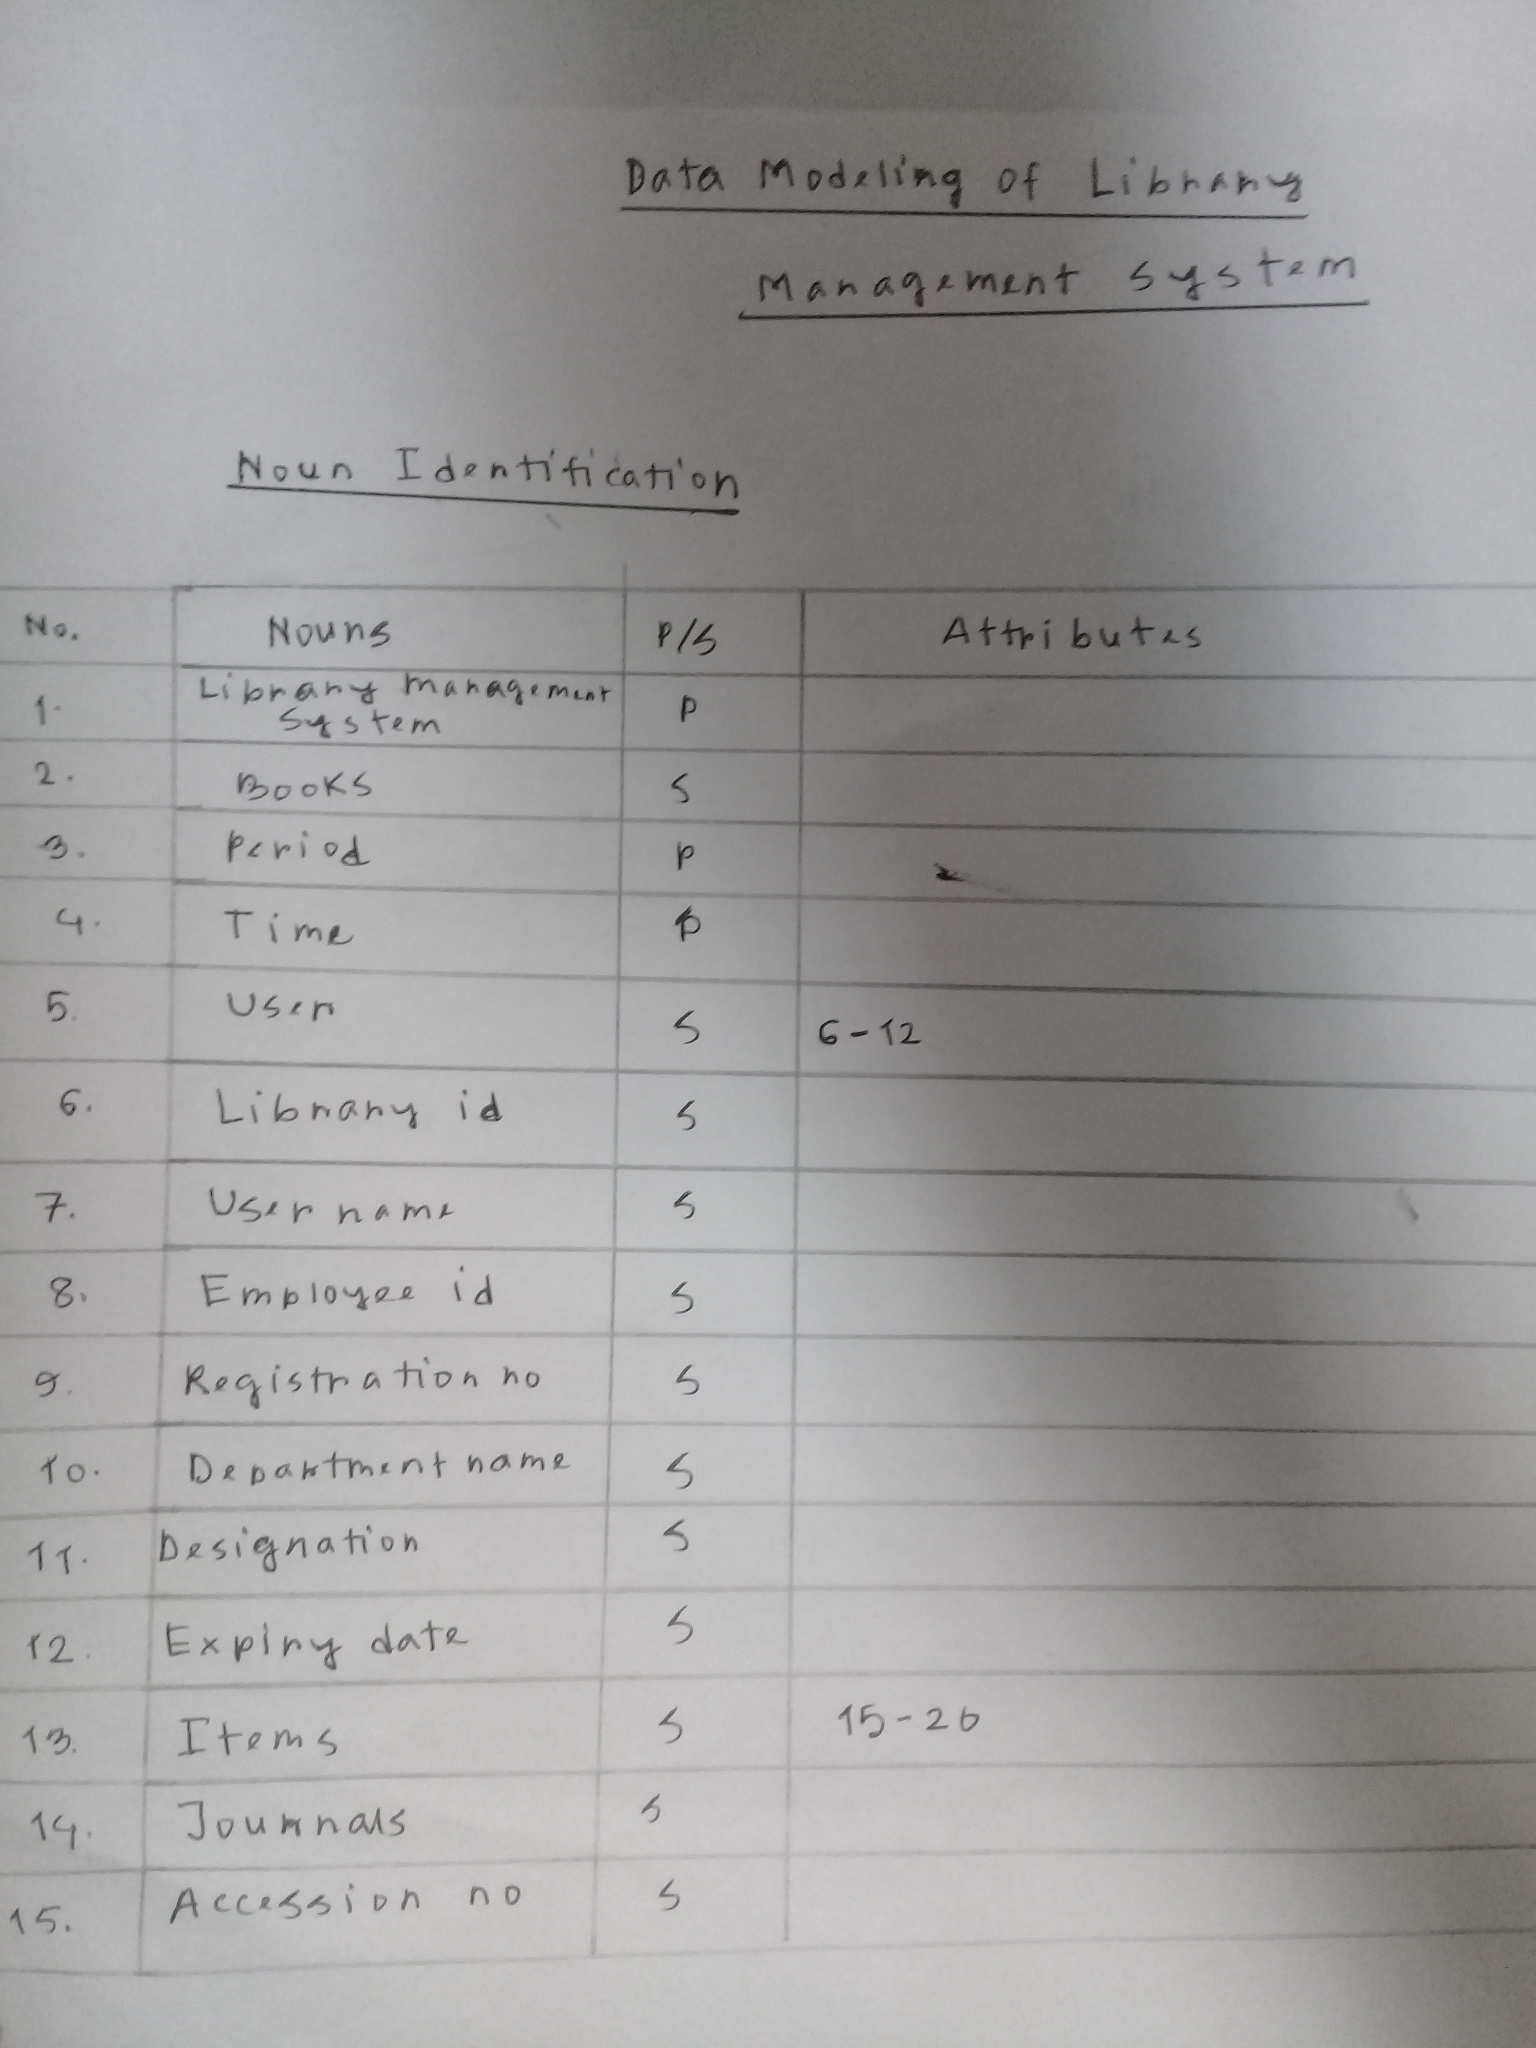 Data Modeling of Library
Management System
Noun Identification
No. Nouns P/S Attributes
1. Library management
System P
2. Books S
3. Period P
4. Time P
5. User S 6-12
6. Library id S
7. User name S
8. Employee id S
9. Registration no S
10. Department name S
11. Designation S
12. Expiry date S
13. Items S 15-26
14. Journals S
15. Accession no S